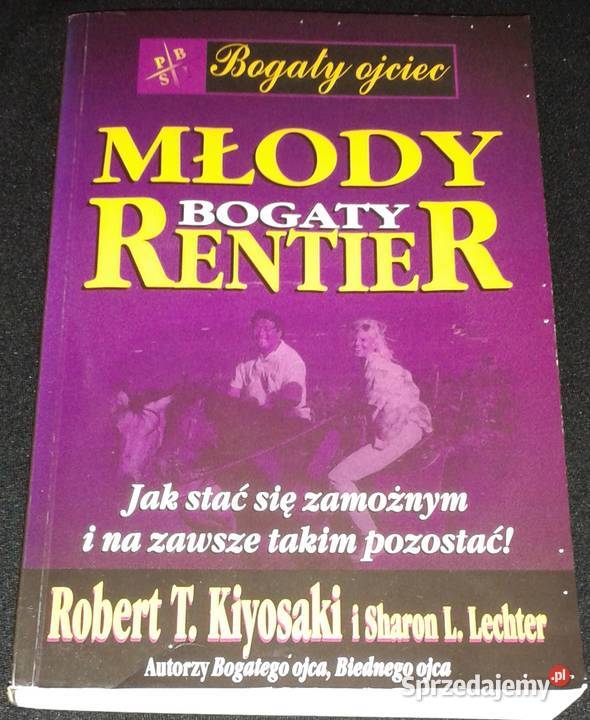 P B
S
Bogaty ojciec
MŁODY
BOGATY
RENTIER
Jak stać się zamożnym
i na zawsze takim pozostać!
Robert T. Kiyosaki i Sharon L. Lechter
Autorzy Bogatego ojca, Biednego ojca
Sprzedajemy.pl